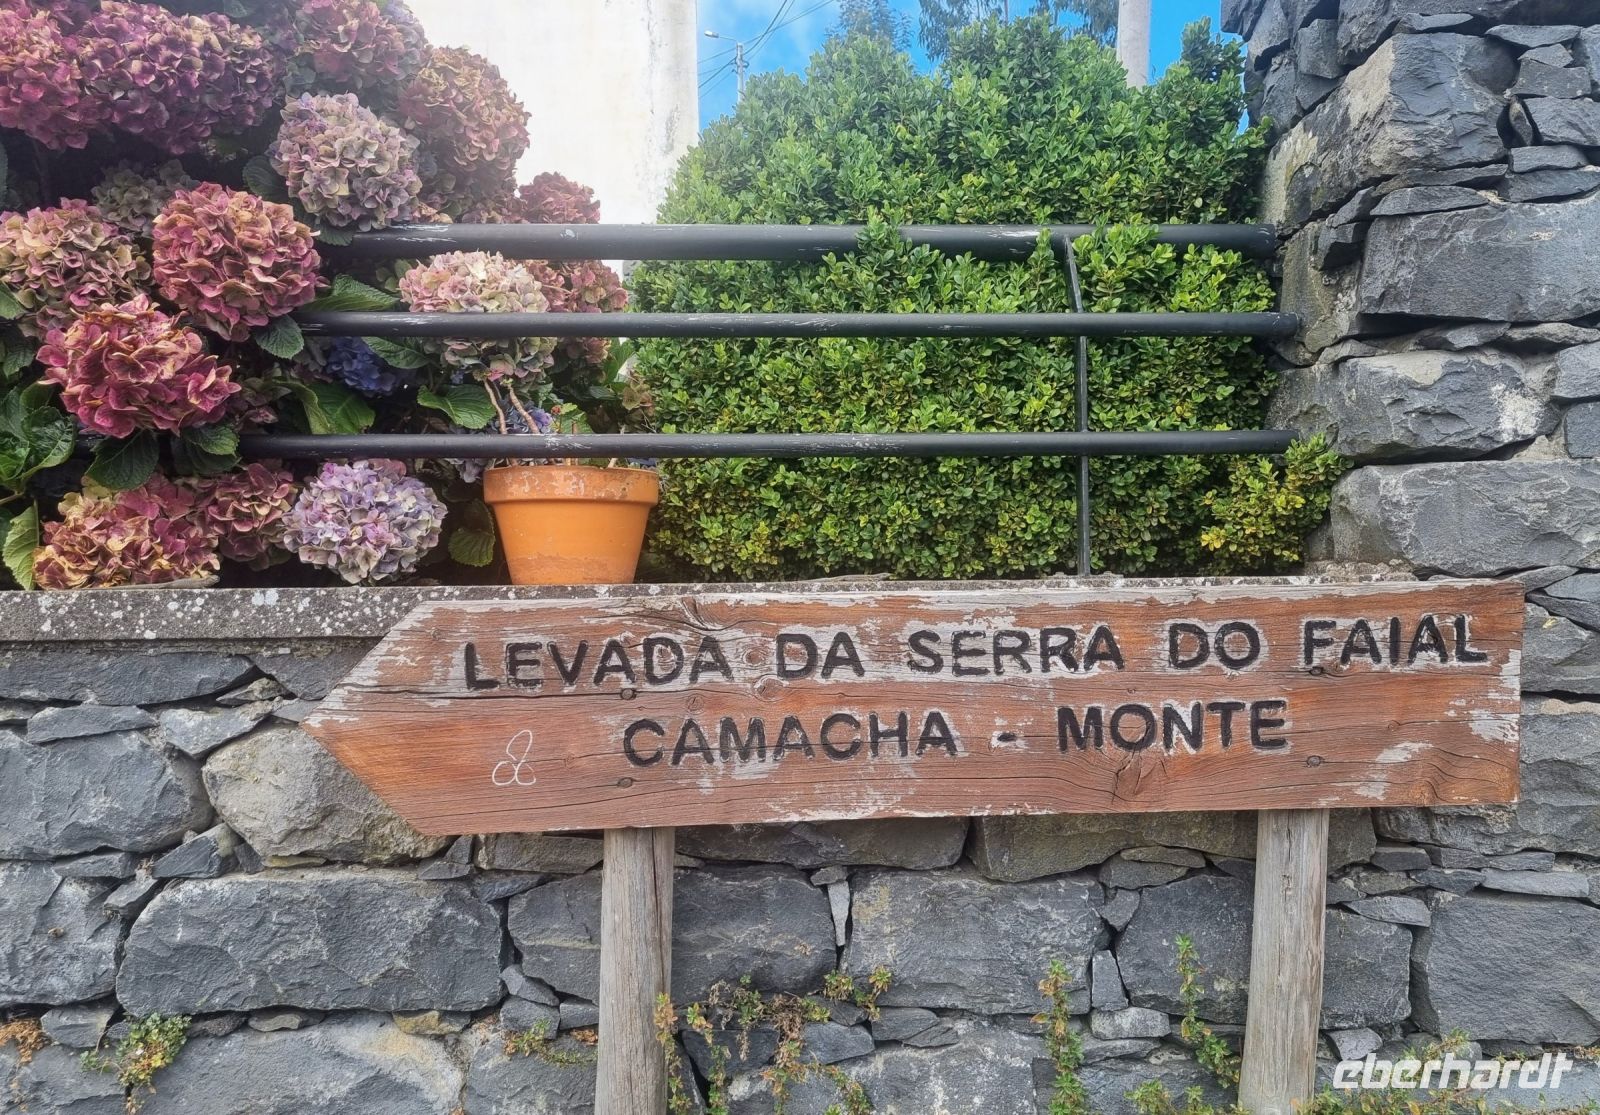 LEVADA DA SERRA DO FAIAL
CAMACHA - MONTE
eberhardt